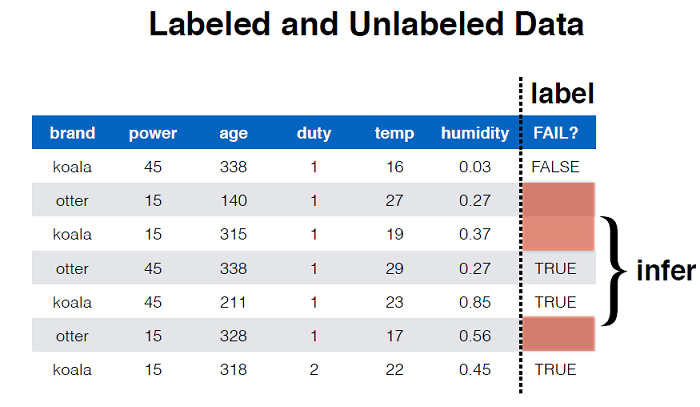 Labeled and Unlabeled Data
label
brand power age duty temp humidity FAIL?
koala 45 338 1 16 0.03 FALSE
otter 15 140 1 27 0.27
koala 15 315 1 19 0.37
otter 45 338 1 29 0.27 TRUE
infer
koala 45 211 1 23 0.85 TRUE
otter 15 328 1 17 0.56
koala 15 318 2 22 0.45 TRUE